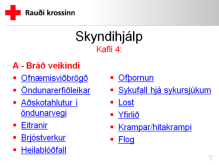 Rauði krossinn
Skyndihjálp
Kafli 4:
A - Bráð veikindi
• Ofnæmisviðbrögð
• Öndunarerfiðleikar
• Aðskotahlutur í
öndunarvegi
• Eitranir
• Brjóstverkur
• Heilablóðfall
• Ofþornun
• Sykufall hjá sykursjúkum
• Lost
• Yfirlið
• Krampar/hitakrampi
• Flog